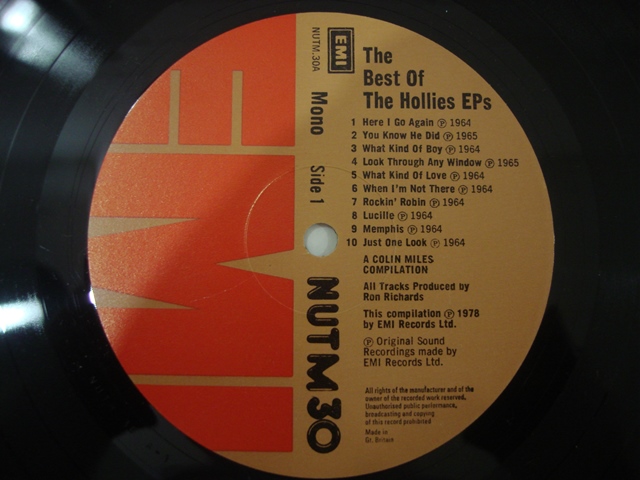 EMI
NUTM.30A
Mono Side 1
NUTM 30
The
Best Of
The Hollies EPs
1 Here I Go Again ℗ 1964
2 You Know He Did ℗ 1965
3 What Kind Of Boy ℗ 1964
4 Look Through Any Window ℗ 1965
5 What Kind Of Love ℗ 1964
6 When I'm Not There ℗ 1964
7 Rockin' Robin ℗ 1964
8 Lucille ℗ 1964
9 Memphis ℗ 1964
10 Just One Look ℗ 1964
A COLIN MILES
COMPILATION
All Tracks Produced by
Ron Richards
This compilation ℗ 1978
by EMI Records Ltd.
℗ Original Sound
Recordings made by
EMI Records Ltd.
All rights of the manufacturer and of the
owner of the recorded work reserved.
Unauthorised public performance,
broadcasting and copying
of this record prohibited
Made in
Gt. Britain